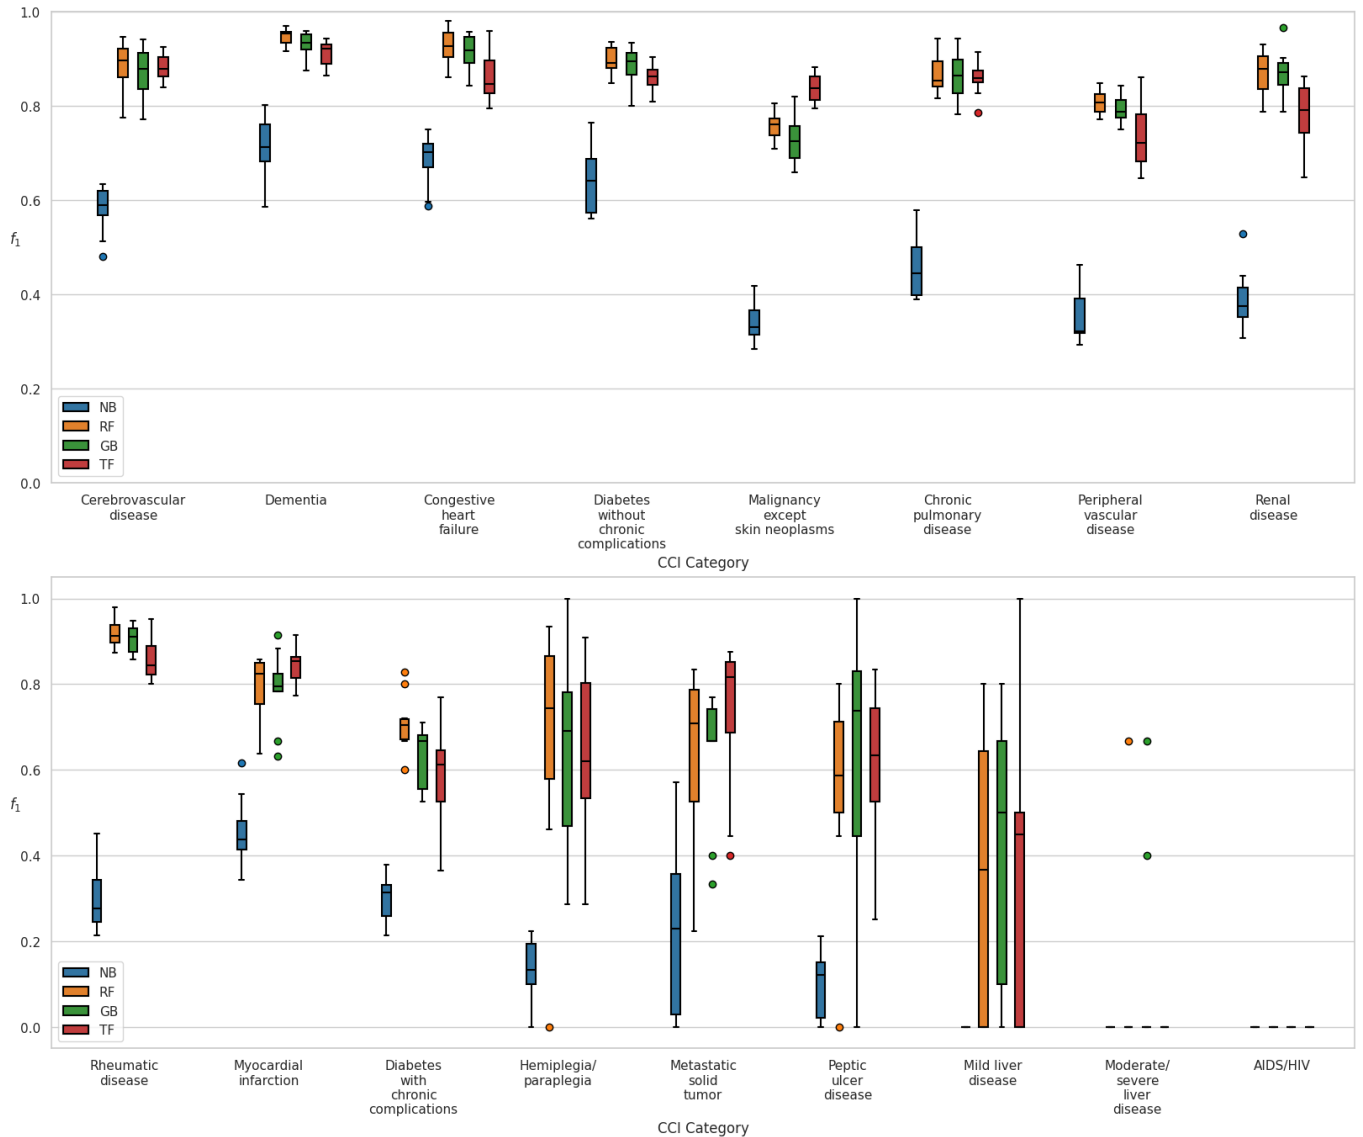 1.0
0.8
0.6
f1
0.4
0.2
0.0
NB
RF
GB
TF
Cerebrovascular
disease
Dementia
Congestive
heart
failure
Diabetes
without
chronic
complications
Malignancy
except
skin neoplasms
Chronic
pulmonary
disease
Peripheral
vascular
disease
Renal
disease
CCI Category
1.0
0.8
0.6
f1
0.4
0.2
0.0
NB
RF
GB
TF
Rheumatic
disease
Myocardial
infarction
Diabetes
with
chronic
complications
Hemiplegia/
paraplegia
Metastatic
solid
tumor
Peptic
ulcer
disease
Mild liver
disease
Moderate/
severe
liver
disease
AIDS/HIV
CCI Category